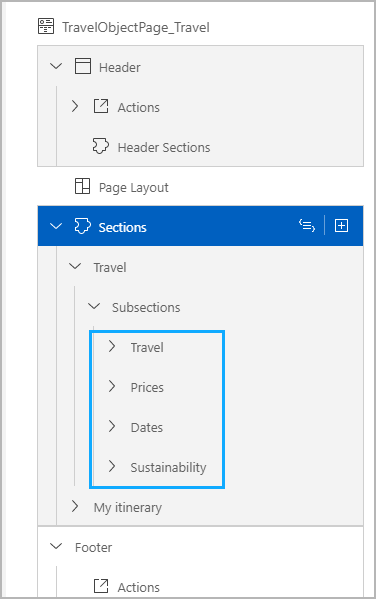 TravelObjectPage_Travel
Header
Actions
Header Sections
Page Layout
Sections
Travel
Subsections
Travel
Prices
Dates
Sustainability
My itinerary
Footer
Actions